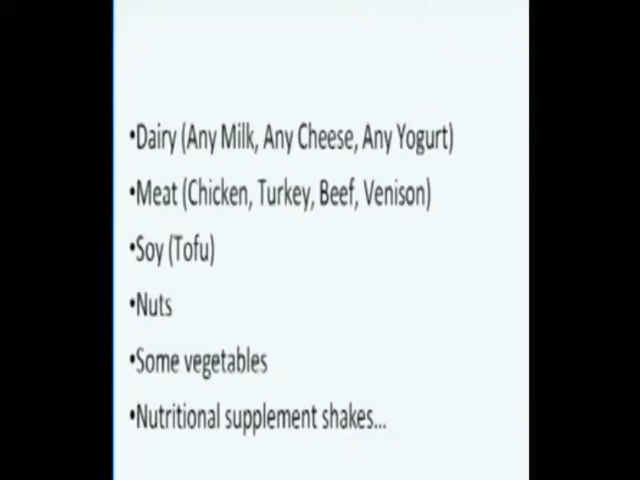 •Dairy (Any Milk, Any Cheese, Any Yogurt)
•Meat (Chicken, Turkey, Beef, Venison)
•Soy (Tofu)
•Nuts
•Some vegetables
•Nutritional supplement shakes...